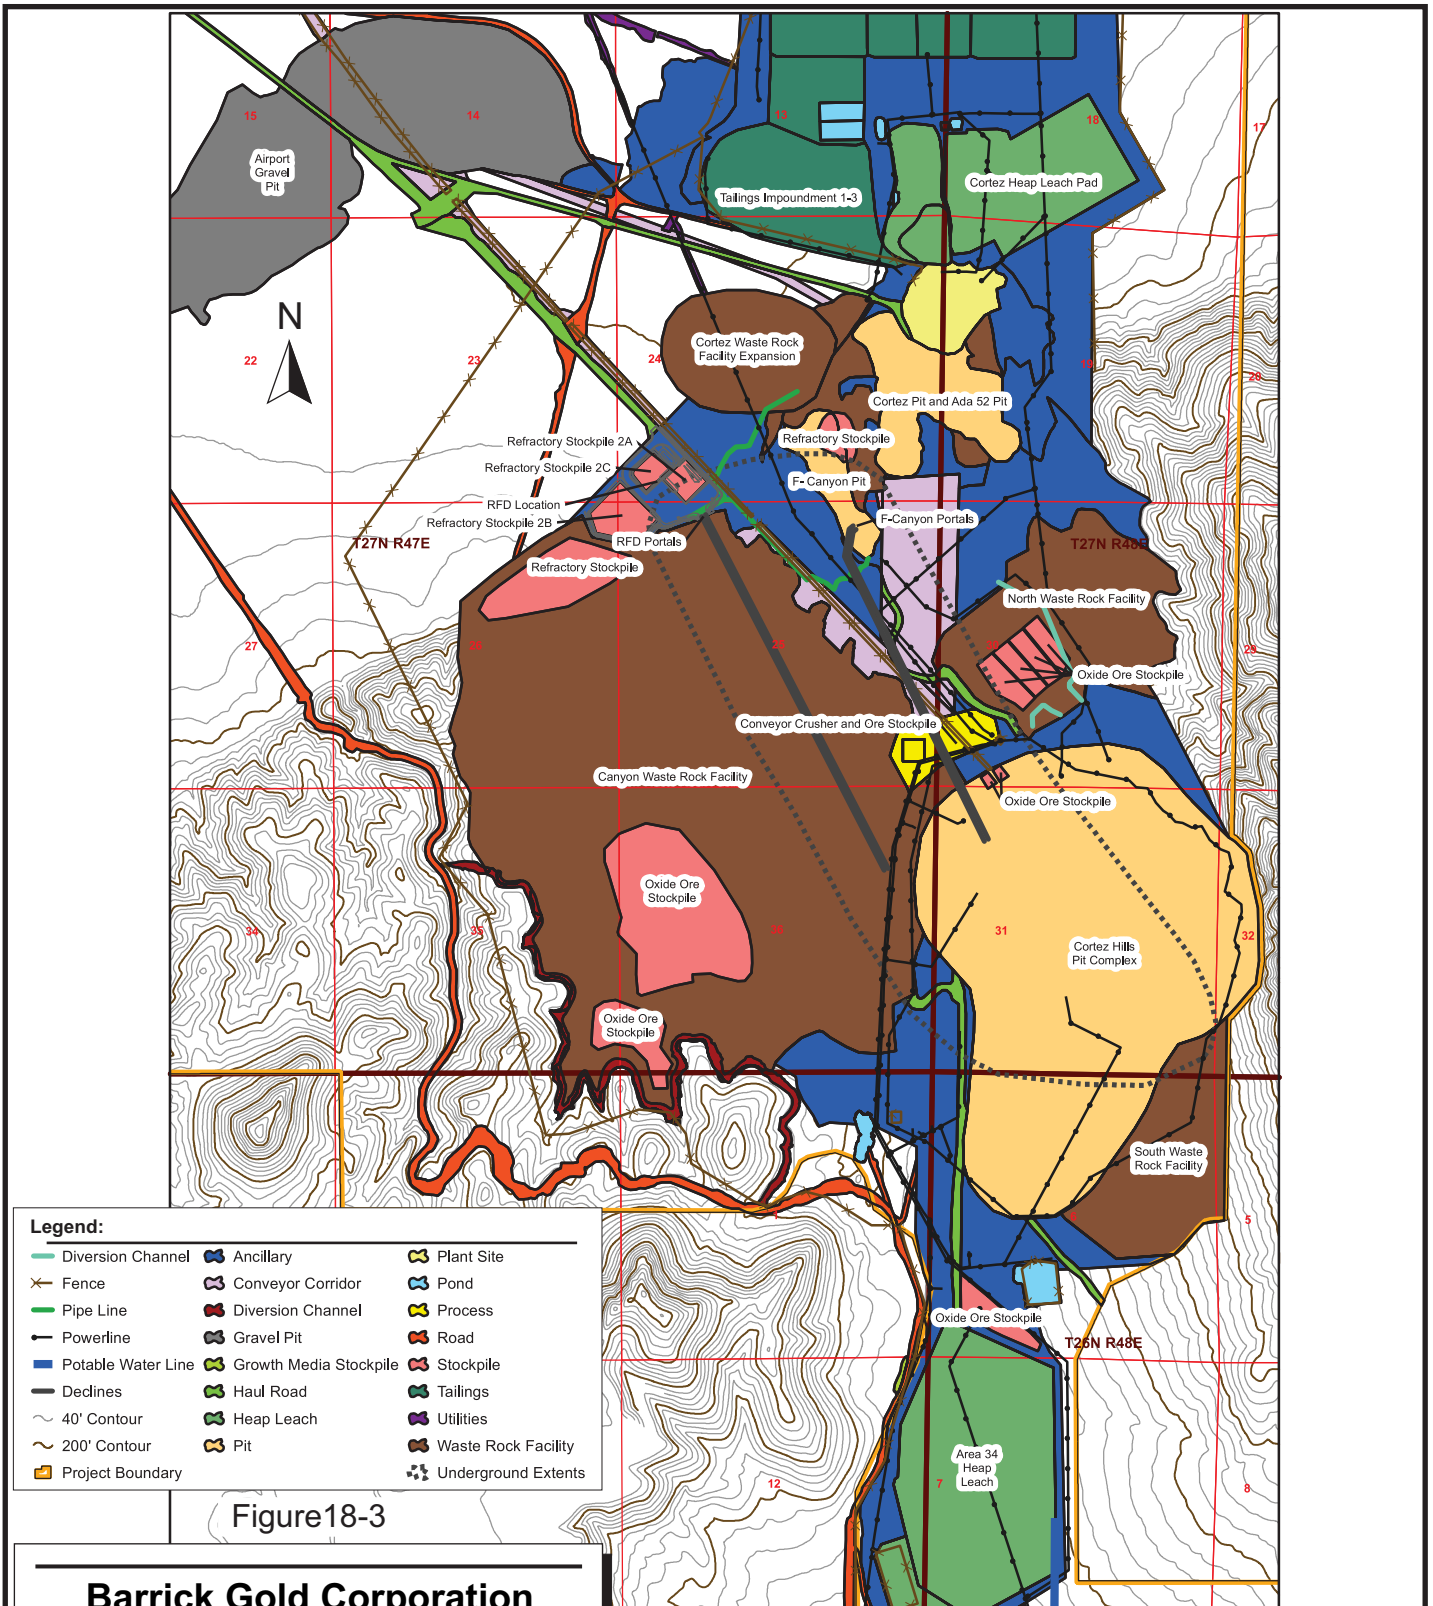 15
14
13
18
17
Airport
Gravel
Pit
Cortez Heap Leach Pad
Tailings Impoundment 1-3
N
22
23
24
19
20
Cortez Waste Rock
Facility Expansion
Cortez Pit and Ada 52 Pit
Refractory Stockpile 2A
Refractory Stockpile
Refractory Stockpile 2C
F-Canyon Pit
RFD Location
Refractory Stockpile 2B
F-Canyon Portals
T27N R47E
RFD Portals
T27N R48E
Refractory Stockpile
North Waste Rock Facility
27
26
25
29
Oxide Ore Stockpile
Conveyor Crusher and Ore Stockpile
Canyon Waste Rock Facility
Oxide Ore Stockpile
Oxide Ore
Stockpile
34
35
36
31
32
Cortez Hills
Pit Complex
Oxide Ore
Stockpile
South Waste
Rock Facility
1
5
Legend:
Diversion Channel
Fence
Pipe Line
Powerline
Potable Water Line
Declines
40' Contour
200' Contour
Project Boundary
Ancillary
Conveyor Corridor
Diversion Channel
Gravel Pit
Growth Media Stockpile
Haul Road
Heap Leach
Pit
Plant Site
Pond
Process
Road
Stockpile
Tailings
Utilities
Waste Rock Facility
Underground Extents
Oxide Ore Stockpile
T26N R48E
Area 34
Heap
Leach
12
7
8
Figure18-3
Barrick Gold Corporation